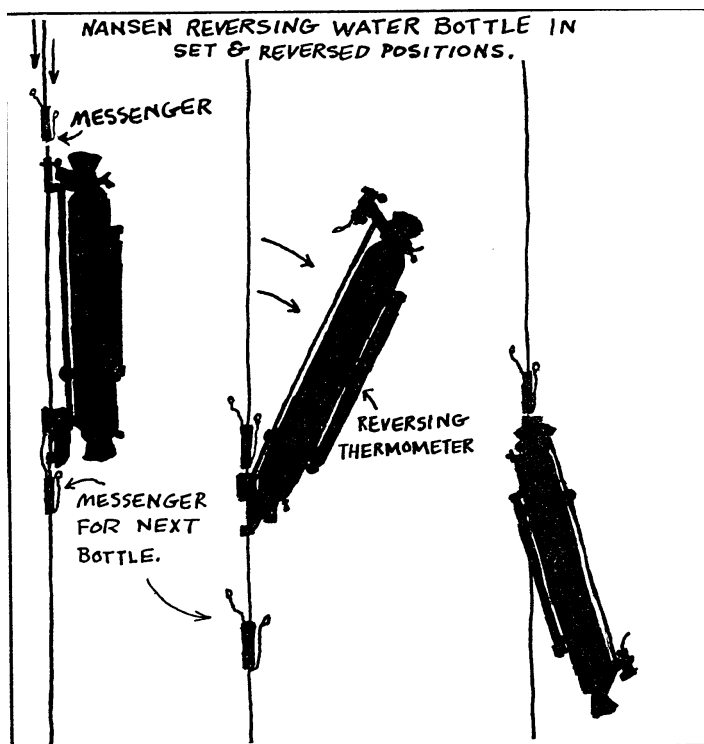 NANSEN REVERSING WATER BOTTLE IN
SET & REVERSED POSITIONS.
MESSENGER
REVERSING
THERMOMETER
MESSENGER
FOR NEXT
BOTTLE.